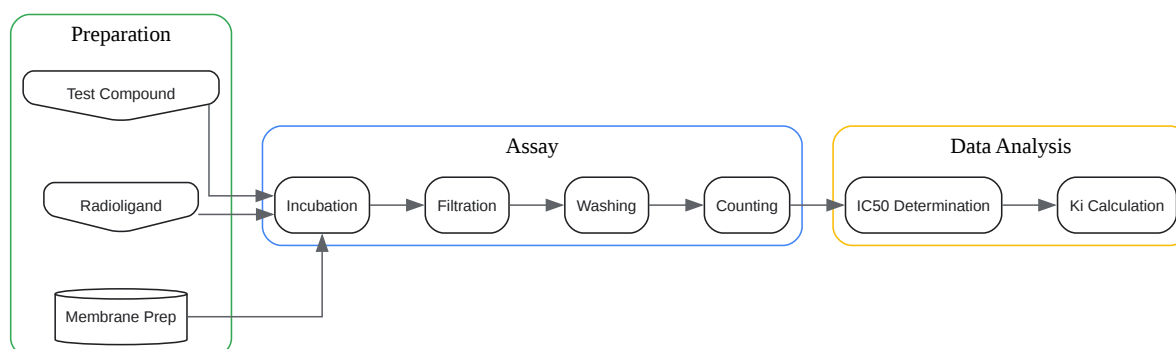 Preparation
Test Compound
Radioligand
Membrane Prep
Assay
Incubation
Filtration
Washing
Counting
Data Analysis
IC50 Determination
Ki Calculation